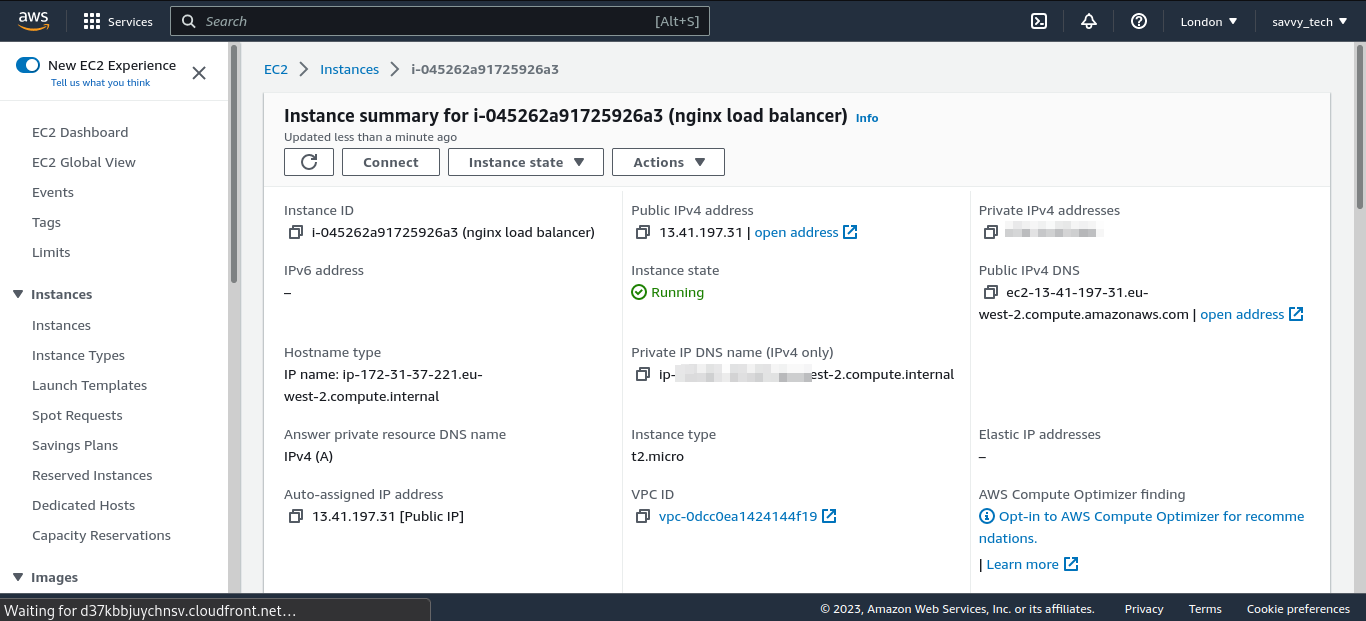 aws
Services
Search
[Alt+S]
London
savvy_tech
New EC2 Experience
Tell us what you think
EC2 Dashboard
EC2 Global View
Events
Tags
Limits
Instances
Instances
Instance Types
Launch Templates
Spot Requests
Savings Plans
Reserved Instances
Dedicated Hosts
Capacity Reservations
Images
EC2
Instances
i-045262a91725926a3
Instance summary for i-045262a91725926a3 (nginx load balancer) Info
Updated less than a minute ago
Connect
Instance state
Actions
Instance ID
i-045262a91725926a3 (nginx load balancer)
Public IPv4 address
13.41.197.31 | open address
Private IPv4 addresses
IPv6 address
–
Instance state
Running
Public IPv4 DNS
ec2-13-41-197-31.eu-
west-2.compute.amazonaws.com | open address
Hostname type
IP name: ip-172-31-37-221.eu-
west-2.compute.internal
Private IP DNS name (IPv4 only)
ip- est-2.compute.internal
Answer private resource DNS name
IPv4 (A)
Instance type
t2.micro
Elastic IP addresses
–
Auto-assigned IP address
13.41.197.31 [Public IP]
VPC ID
vpc-0dcc0ea1424144f19
AWS Compute Optimizer finding
Opt-in to AWS Compute Optimizer for recomme
ndations.
| Learn more
Waiting for d37kbbjuychnsv.cloudfront.net...
© 2023, Amazon Web Services, Inc. or its affiliates.
Privacy
Terms
Cookie preferences